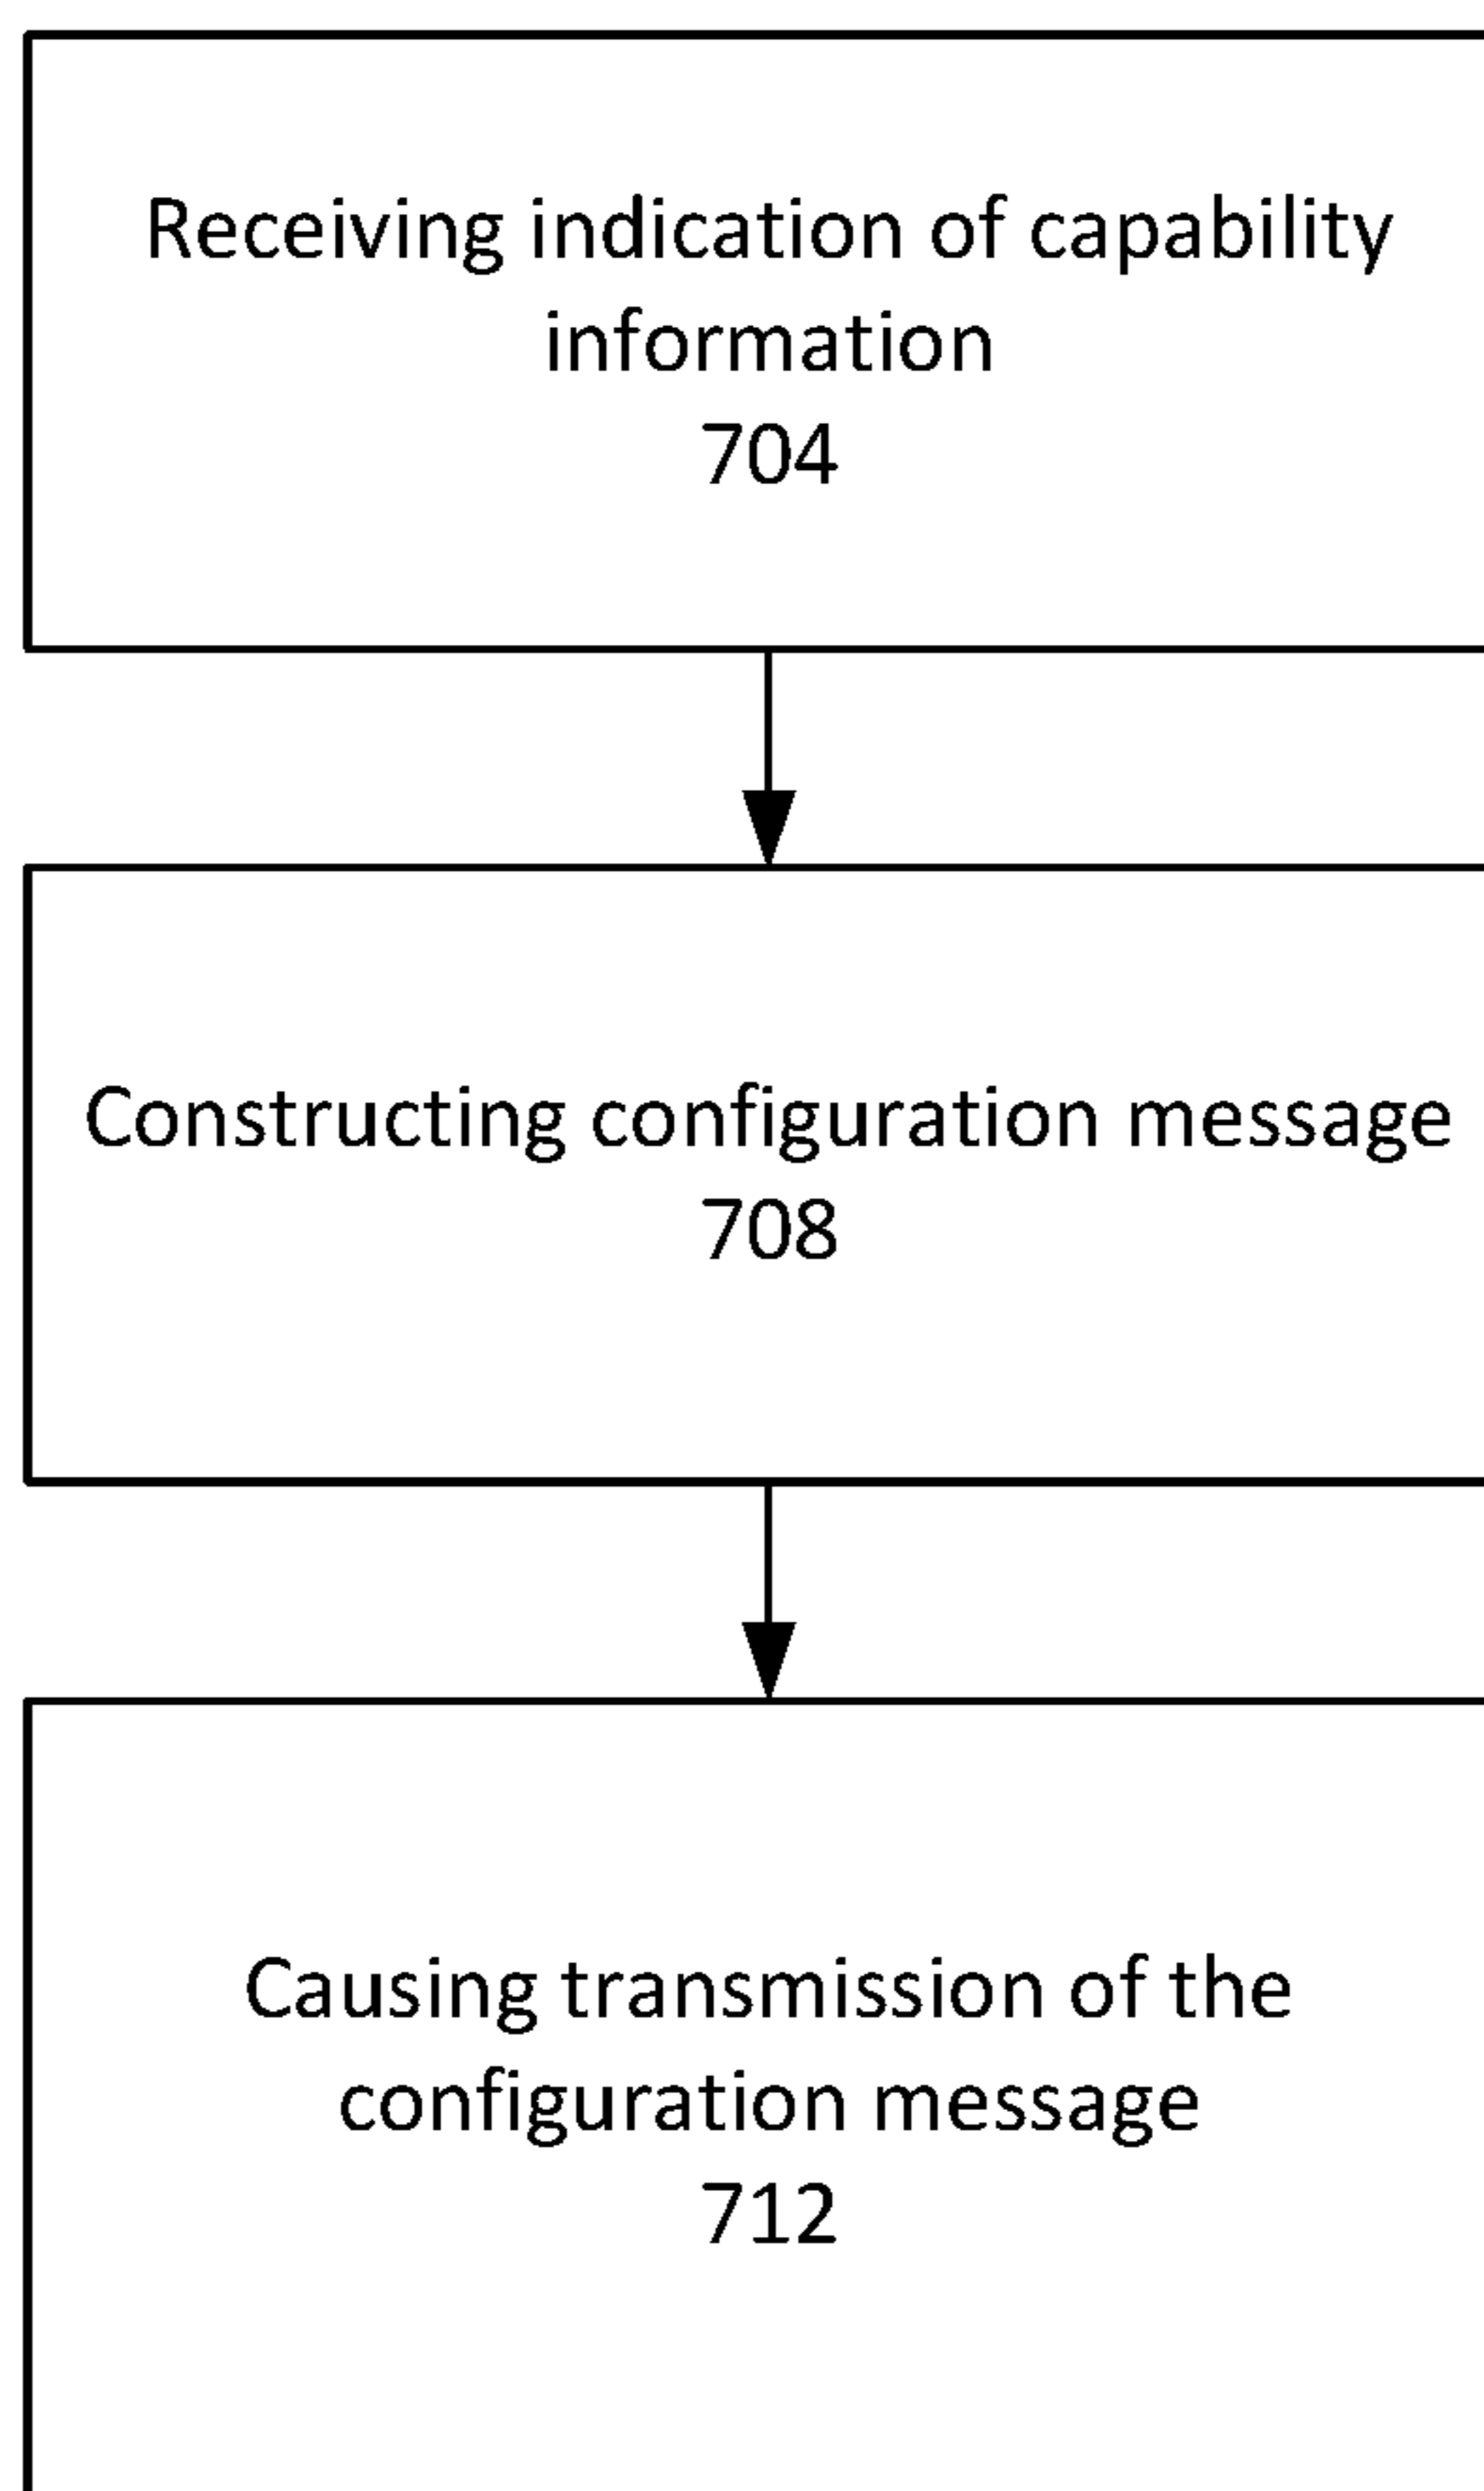 Receiving indication of capability
information
704
Constructing configuration message
708
Causing transmission of the
configuration message
712